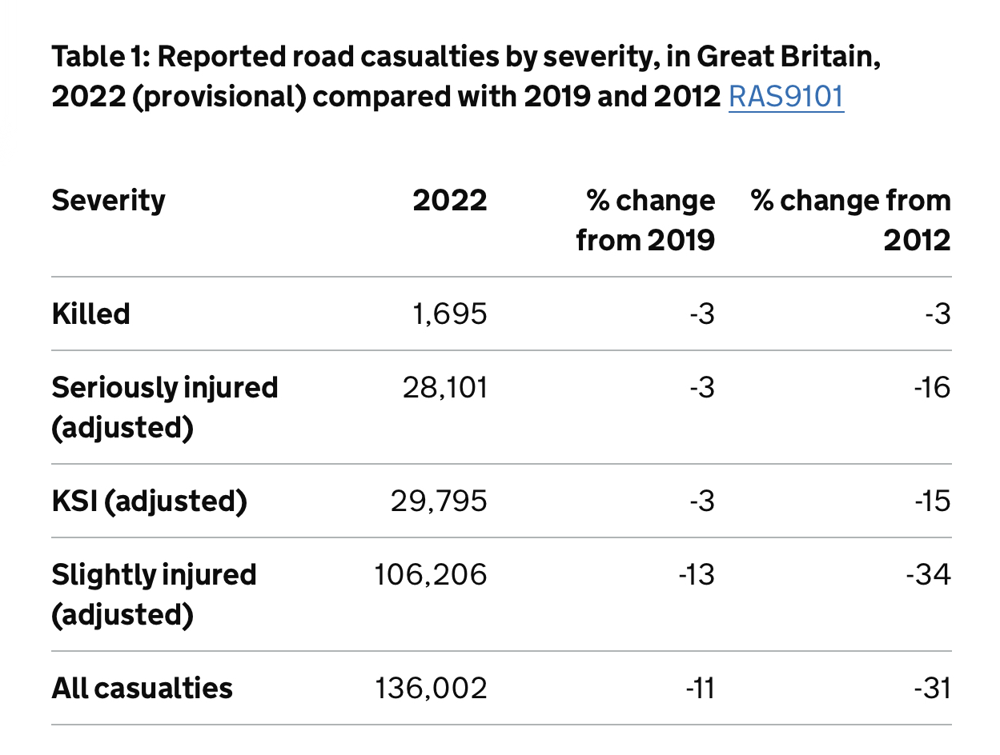 Table 1: Reported road casualties by severity, in Great Britain,
2022 (provisional) compared with 2019 and 2012 RAS9101
Severity 2022 % change from 2019 % change from 2012
Killed 1,695 -3 -3
Seriously injured (adjusted) 28,101 -3 -16
KSI (adjusted) 29,795 -3 -15
Slightly injured (adjusted) 106,206 -13 -34
All casualties 136,002 -11 -31